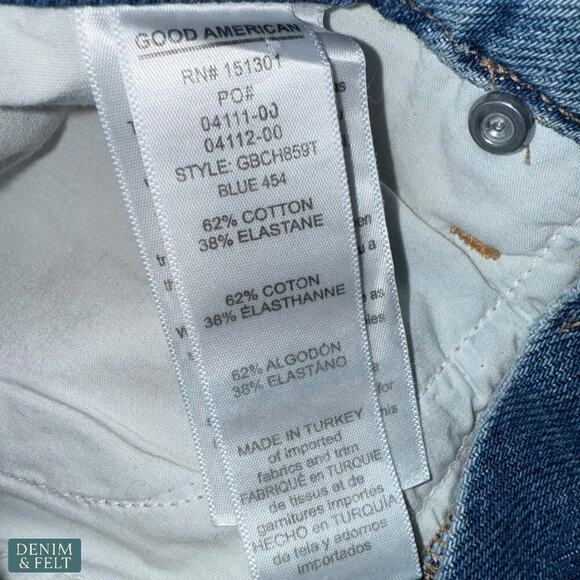 GOOD AMERICAN
RN# 151301
PO#
04111-00
04112-00
STYLE: GBCH859T
BLUE 454
62% COTTON
38% ELASTANE
62% COTON
38% ÉLASTHANNE
62% ALGODÓN
38% ELASTANO
MADE IN TURKEY
of imported
fabrics and trim
FABRIQUÉ en TURQUIE
de tissus et de
garnitures importés
HECHO en TURQUÍA
de tela y adornos
importados
as
for
DENIM
& FELT